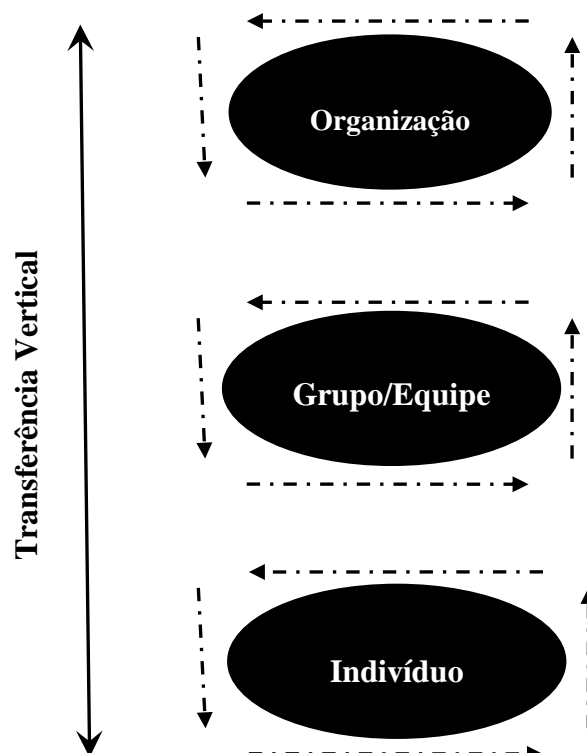 Organização
Transferência Vertical
Grupo/Equipe
Indivíduo